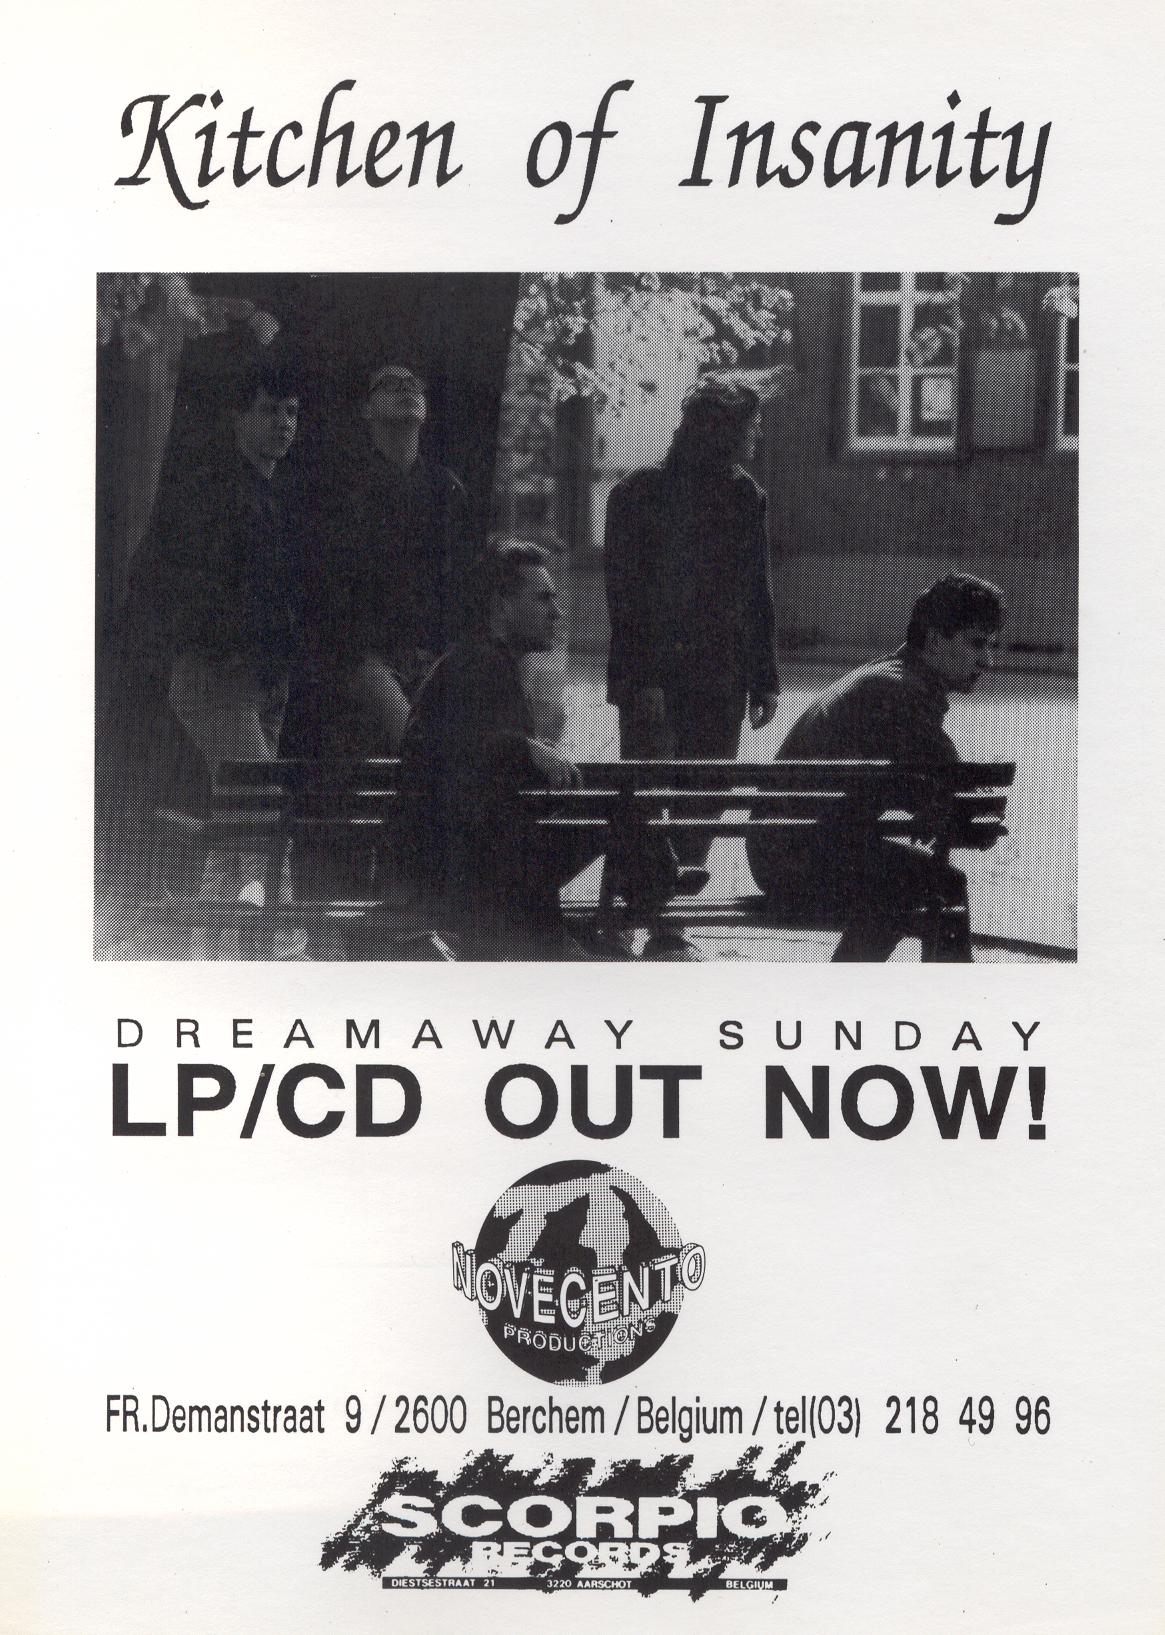 Kitchen of Insanity
DREAMAWAY SUNDAY
LP/CD OUT NOW!
NOVECENTO
PRODUCTIONS
FR.Demanstraat 9 / 2600 Berchem / Belgium / tel(03) 218 49 96
SCORPIO
RECORDS
DIESTSESTRAAT 21 3220 AARSCHOT BELGIUM